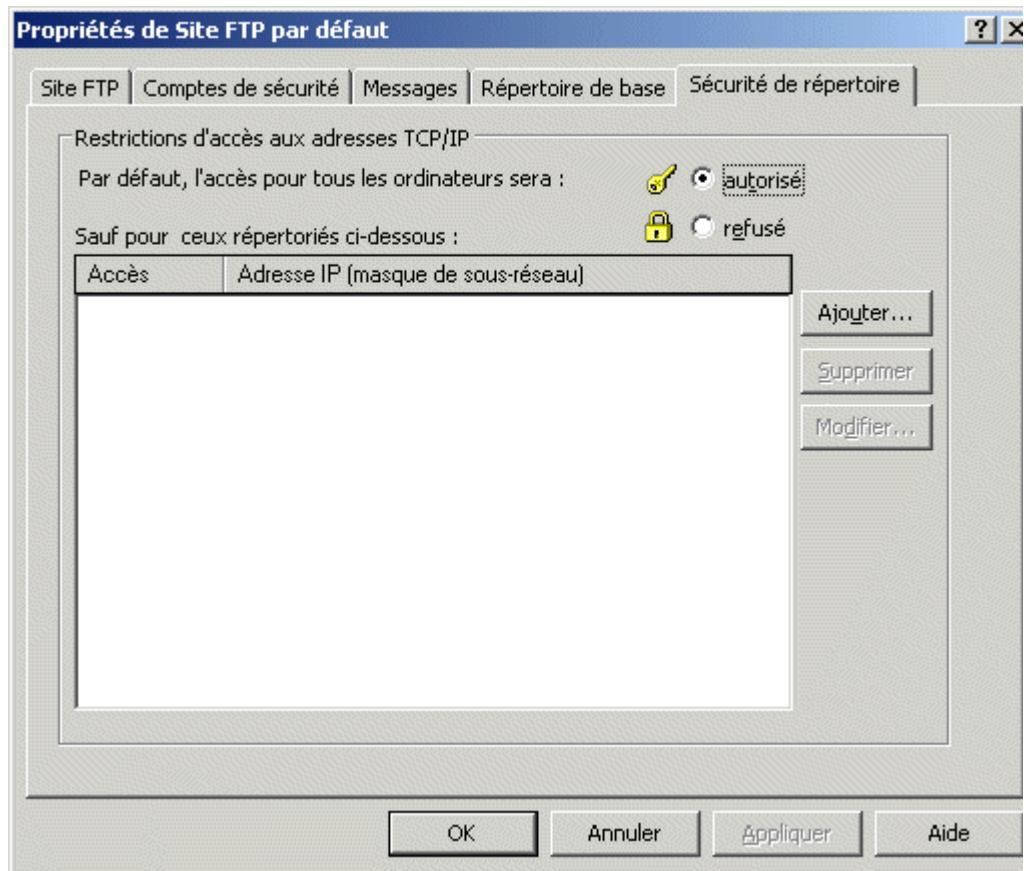 Propriétés de Site FTP par défaut
Site FTP Comptes de sécurité Messages Répertoire de base Sécurité de répertoire
Restrictions d'accès aux adresses TCP/IP
Par défaut, l'accès pour tous les ordinateurs sera : autorisé
refusé
Sauf pour ceux répertoriés ci-dessous :
Accès Adresse IP (masque de sous-réseau)
Ajouter...
Supprimer
Modifier...
OK Annuler Appliquer Aide